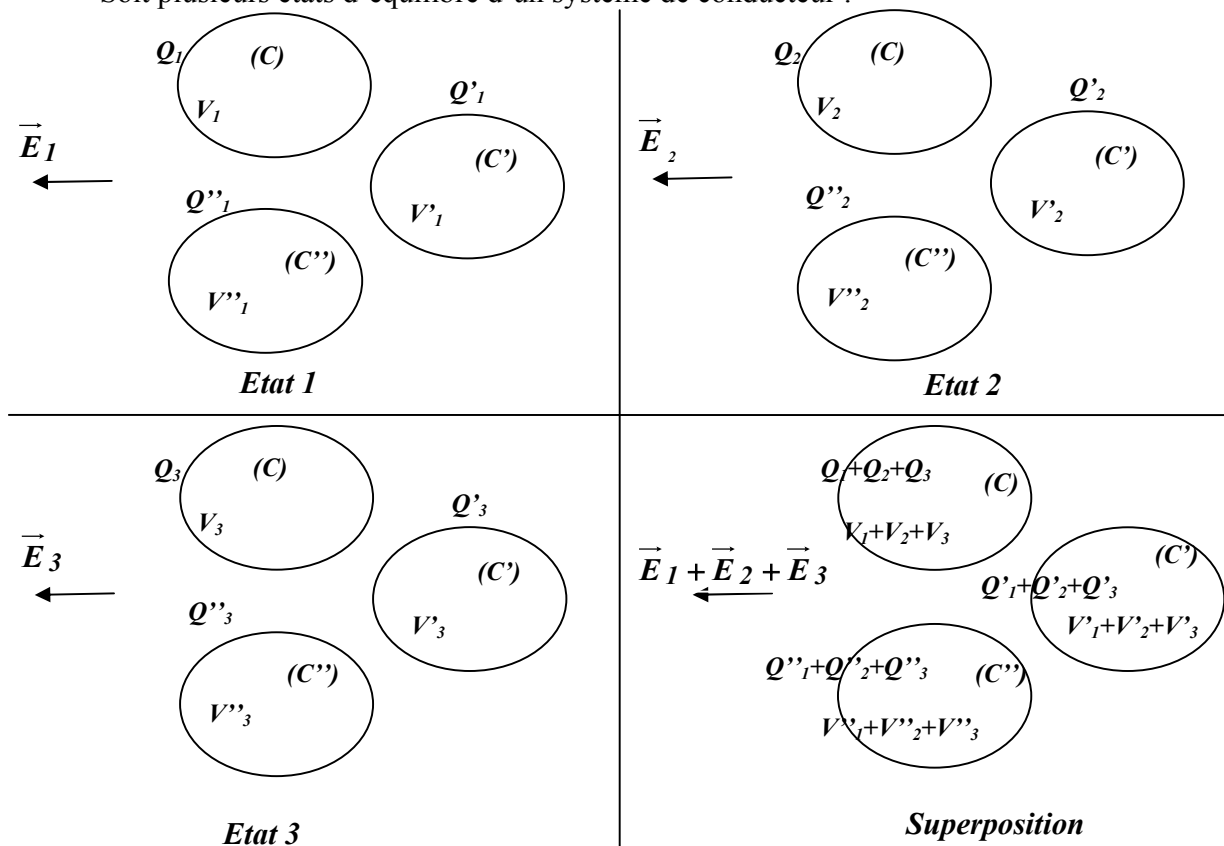 Soit plusieurs états d'équilibre d'un système de conducteur :
Q₁ (C)
V₁
Q'₁
E₁
(C')
V'₁
Q''₁
(C'')
V''₁
Etat 1
Q₂ (C)
V₂
Q'₂
E₂
(C')
V'₂
Q''₂
(C'')
V''₂
Etat 2
Q₃ (C)
V₃
Q'₃
E₃
(C')
V'₃
Q''₃
(C'')
V''₃
Etat 3
Q₁+Q₂+Q₃
(C)
V₁+V₂+V₃
E₁ + E₂ + E₃
(C')
Q'₁+Q'₂+Q'₃
V'₁+V'₂+V'₃
Q''₁+Q''₂+Q''₃
(C'')
V''₁+V''₂+V''₃
Superposition